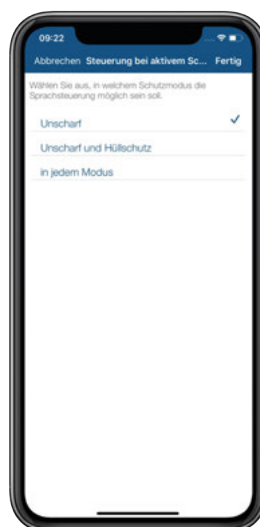 09:22
Abbrechen Steuerung bei aktivem Sc... Fertig
Wählen Sie aus, in welchem Schutzmodus die
Sprachsteuerung möglich sein soll.
Unscharf
Unscharf und Hüllschutz
in jedem Modus